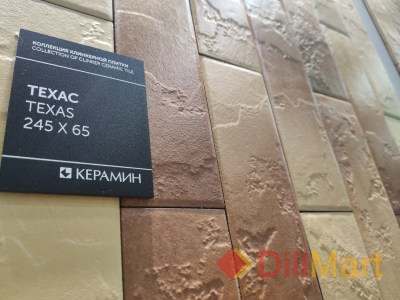 КОЛЛЕКЦИЯ КЛИНКЕРНОЙ ПЛИТКИ
COLLECTION OF CLINKER CERAMIC TILE
ТЕХАС
TEXAS
245 X 65
КЕРАМИН
DillMart